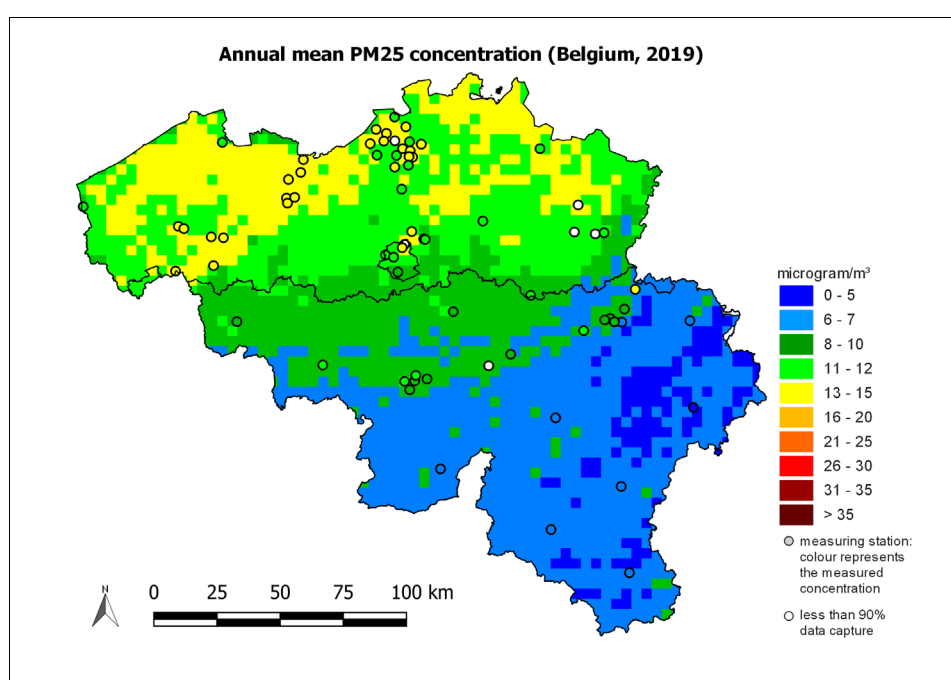 Annual mean PM25 concentration (Belgium, 2019)
microgram/m³
0 - 5
6 - 7
8 - 10
11 - 12
13 - 15
16 - 20
21 - 25
26 - 30
31 - 35
> 35
measuring station:
colour represents
the measured
concentration
less than 90%
data capture
N
0 25 50 75 100 km